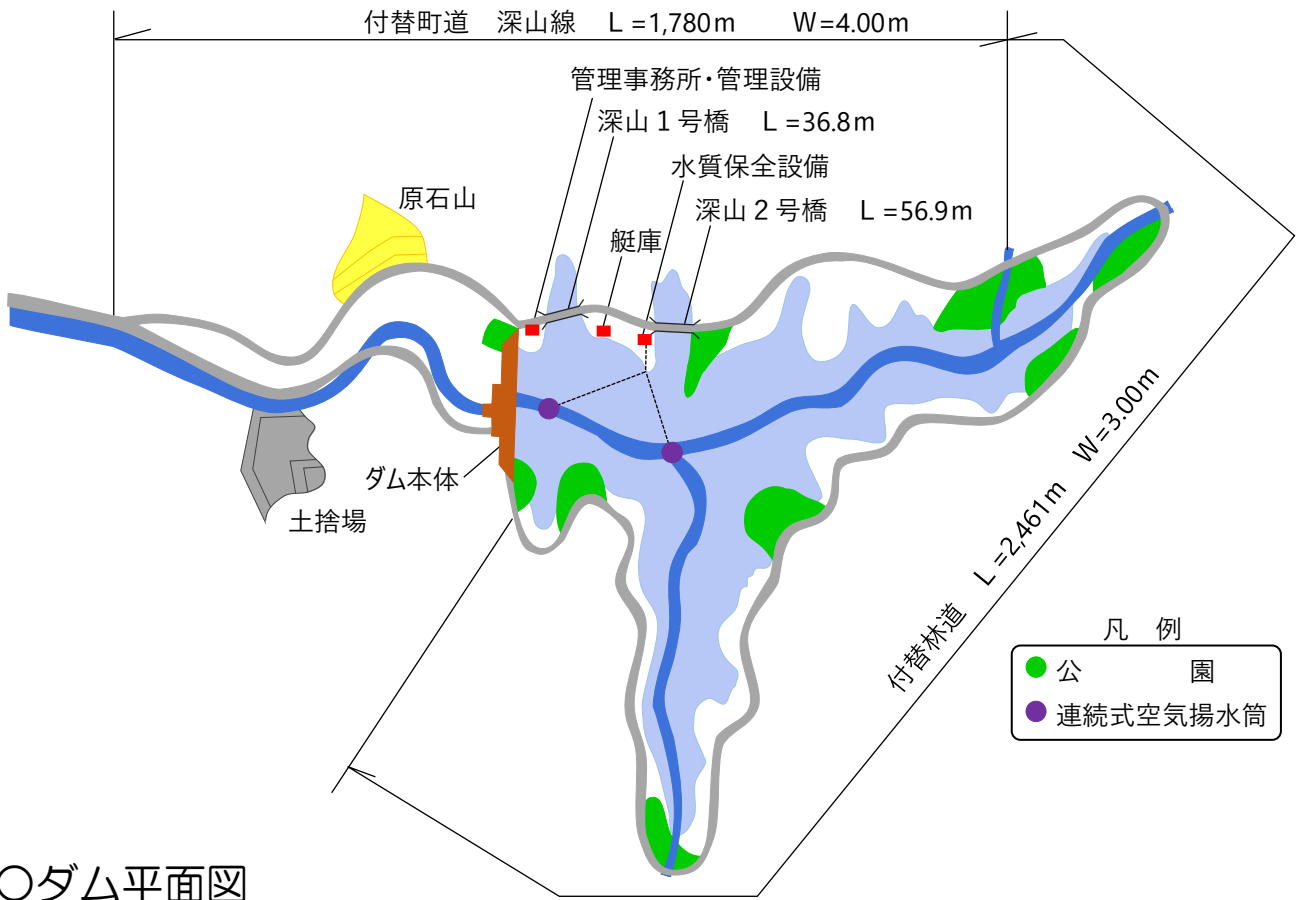 付替町道 深山線 L=1,780m W=4.00m
管理事務所・管理設備
深山1号橋 L=36.8m
水質保全設備
深山2号橋 L=56.9m
艇庫
原石山
ダム本体
土捨場
付替林道 L=2,461m W=3.00m
凡 例
公 園
連続式空気揚水筒
○ダム平面図